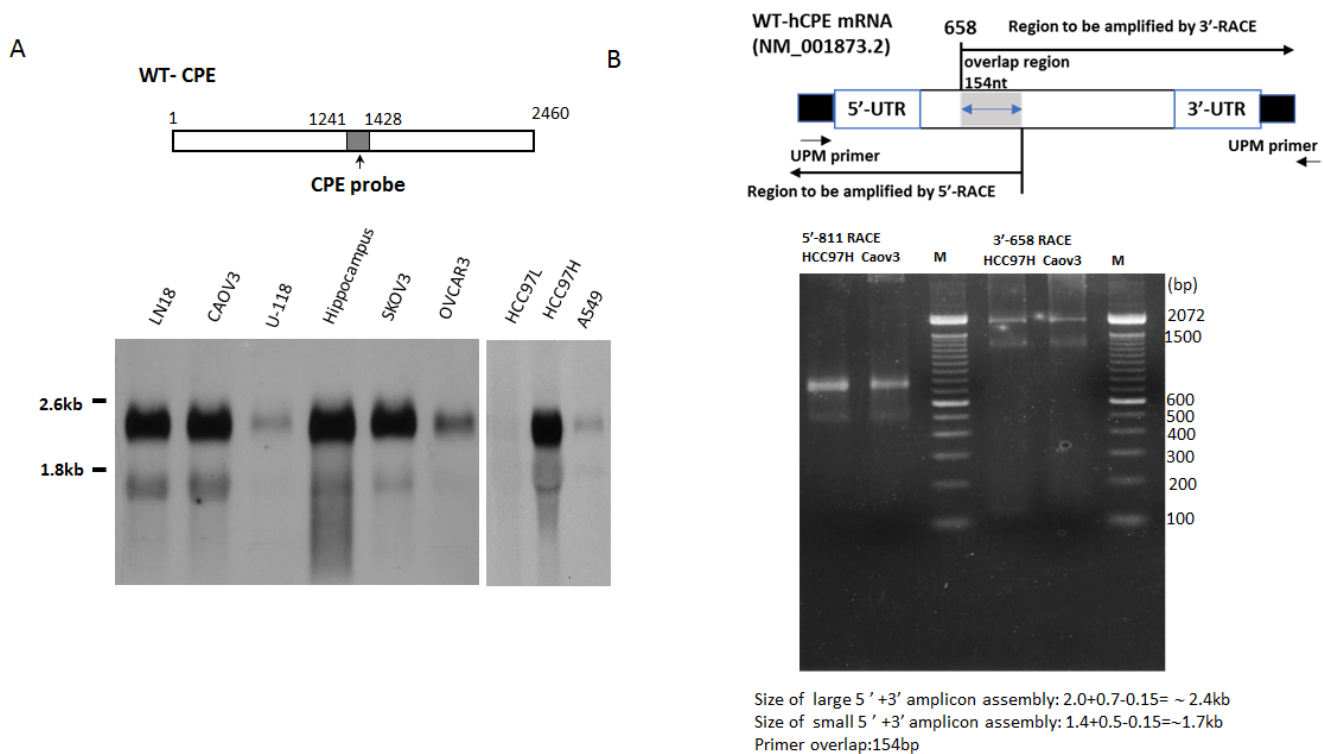 A
WT- CPE
1
1241
1428
2460
CPE probe
LN18
CAOV3
U-118
Hippocampus
SKOV3
OVCAR3
HCC97L
HCC97H
A549
2.6kb
1.8kb
B
WT-hCPE mRNA
(NM_001873.2)
658
Region to be amplified by 3’-RACE
overlap region
154nt
5’-UTR
3’-UTR
UPM primer
UPM primer
Region to be amplified by 5’-RACE
5’-811 RACE
HCC97H Caov3
M
3’-658 RACE
HCC97H Caov3
M
(bp)
2072
1500
600
500
400
300
200
100
Size of large 5 ’ +3’ amplicon assembly: 2.0+0.7-0.15= ~ 2.4kb
Size of small 5 ’ +3’ amplicon assembly: 1.4+0.5-0.15=~1.7kb
Primer overlap:154bp